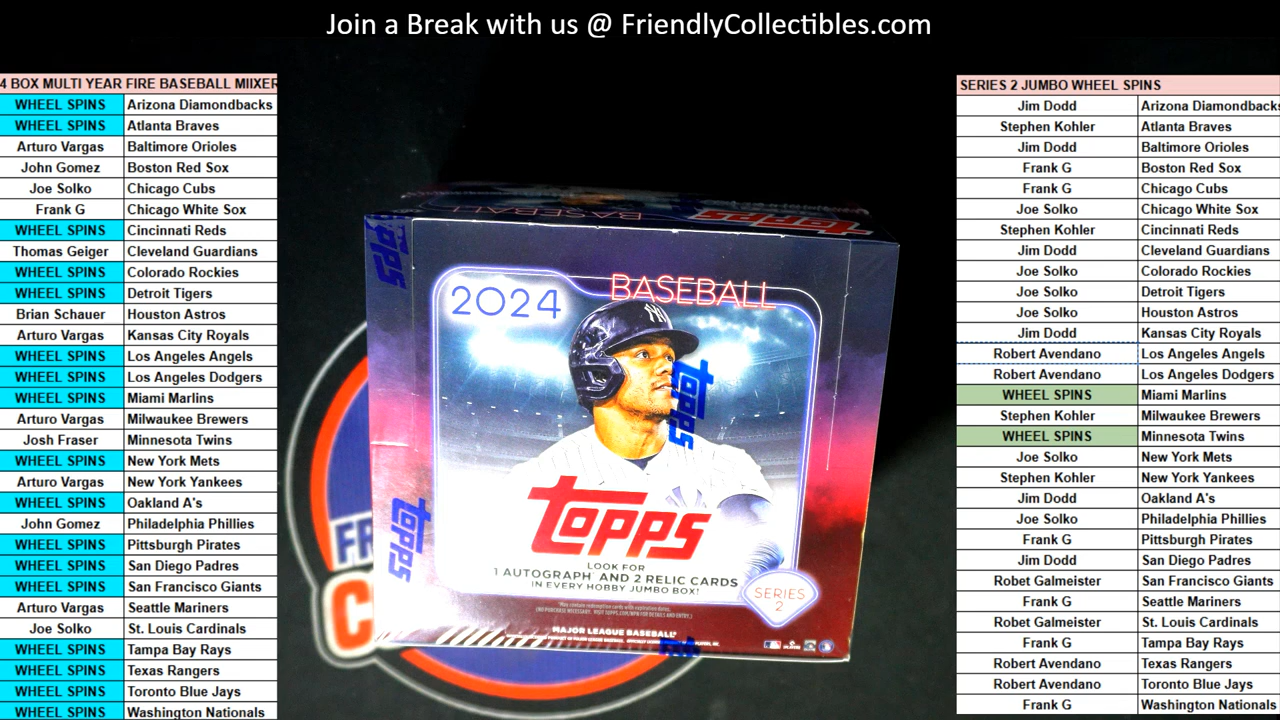 Join a Break with us @ FriendlyCollectibles.com
4 BOX MULTI YEAR FIRE BASEBALL MIIXER
WHEEL SPINS Arizona Diamondbacks
WHEEL SPINS Atlanta Braves
Arturo Vargas Baltimore Orioles
John Gomez Boston Red Sox
Joe Solko Chicago Cubs
Frank G Chicago White Sox
WHEEL SPINS Cincinnati Reds
Thomas Geiger Cleveland Guardians
WHEEL SPINS Colorado Rockies
WHEEL SPINS Detroit Tigers
Brian Schauer Houston Astros
Arturo Vargas Kansas City Royals
WHEEL SPINS Los Angeles Angels
WHEEL SPINS Los Angeles Dodgers
WHEEL SPINS Miami Marlins
Arturo Vargas Milwaukee Brewers
Josh Fraser Minnesota Twins
WHEEL SPINS New York Mets
Arturo Vargas New York Yankees
WHEEL SPINS Oakland A's
John Gomez Philadelphia Phillies
WHEEL SPINS Pittsburgh Pirates
WHEEL SPINS San Diego Padres
WHEEL SPINS San Francisco Giants
Arturo Vargas Seattle Mariners
Joe Solko St. Louis Cardinals
WHEEL SPINS Tampa Bay Rays
WHEEL SPINS Texas Rangers
WHEEL SPINS Toronto Blue Jays
WHEEL SPINS Washington Nationals
BASEBALL
TOPPS
topps
2024
BASEBALL
NY
topps
topps
TOPPS
LOOK FOR
1 AUTOGRAPH AND 2 RELIC CARDS
IN EVERY HOBBY JUMBO BOX!
SERIES
2
MAJOR LEAGUE BASEBALL
FR
C
SERIES 2 JUMBO WHEEL SPINS
Jim Dodd Arizona Diamondbacks
Stephen Kohler Atlanta Braves
Jim Dodd Baltimore Orioles
Frank G Boston Red Sox
Frank G Chicago Cubs
Joe Solko Chicago White Sox
Stephen Kohler Cincinnati Reds
Jim Dodd Cleveland Guardians
Joe Solko Colorado Rockies
Joe Solko Detroit Tigers
Joe Solko Houston Astros
Jim Dodd Kansas City Royals
Robert Avendano Los Angeles Angels
Robert Avendano Los Angeles Dodgers
WHEEL SPINS Miami Marlins
Stephen Kohler Milwaukee Brewers
WHEEL SPINS Minnesota Twins
Joe Solko New York Mets
Stephen Kohler New York Yankees
Jim Dodd Oakland A's
Joe Solko Philadelphia Phillies
Frank G Pittsburgh Pirates
Jim Dodd San Diego Padres
Robet Galmeister San Francisco Giants
Frank G Seattle Mariners
Robet Galmeister St. Louis Cardinals
Frank G Tampa Bay Rays
Robert Avendano Texas Rangers
Robert Avendano Toronto Blue Jays
Frank G Washington Nationals